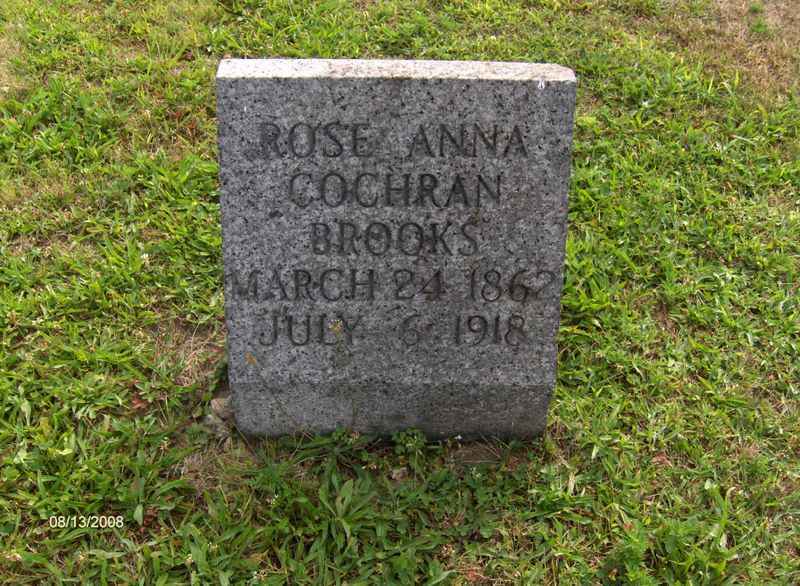 ROSE ANNA
COCHRAN
BROOKS
MARCH 24 1862
JULY 6 1918
08/13/2008